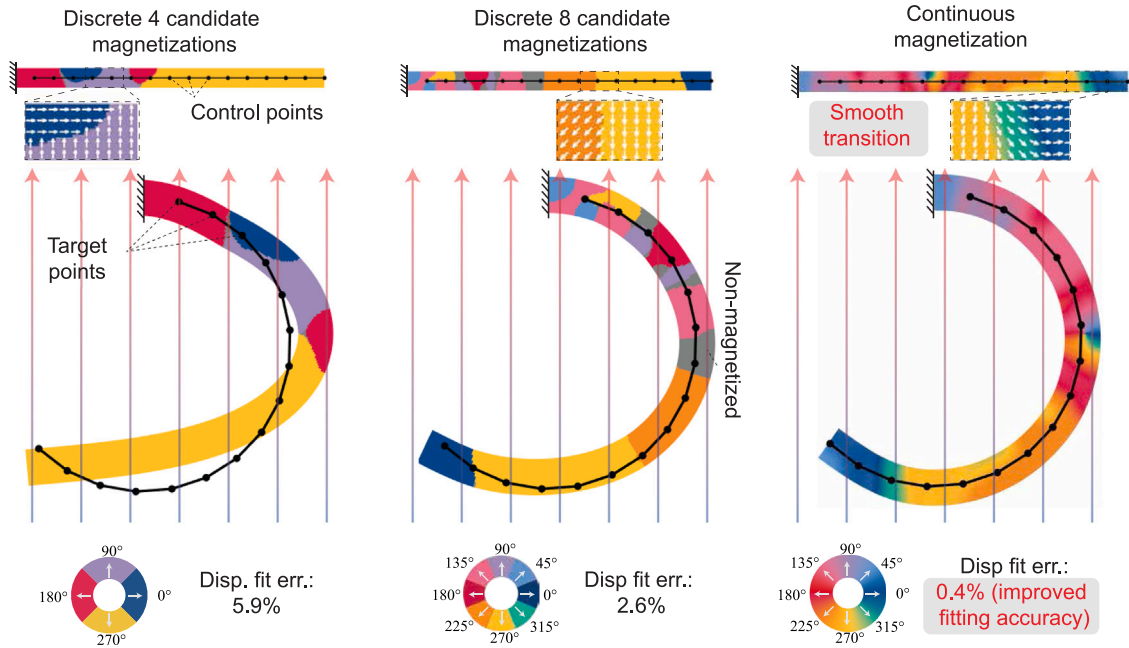 Discrete 4 candidate
magnetizations
Discrete 8 candidate
magnetizations
Continuous
magnetization
Control points
Smooth
transition
Target
points
Non-magnetized
90°
180°
0°
270°
Disp. fit err.:
5.9%
90°
135°
45°
180°
0°
225°
315°
270°
Disp fit err.:
2.6%
90°
135°
45°
180°
0°
225°
315°
270°
Disp fit err.:
0.4% (improved
fitting accuracy)